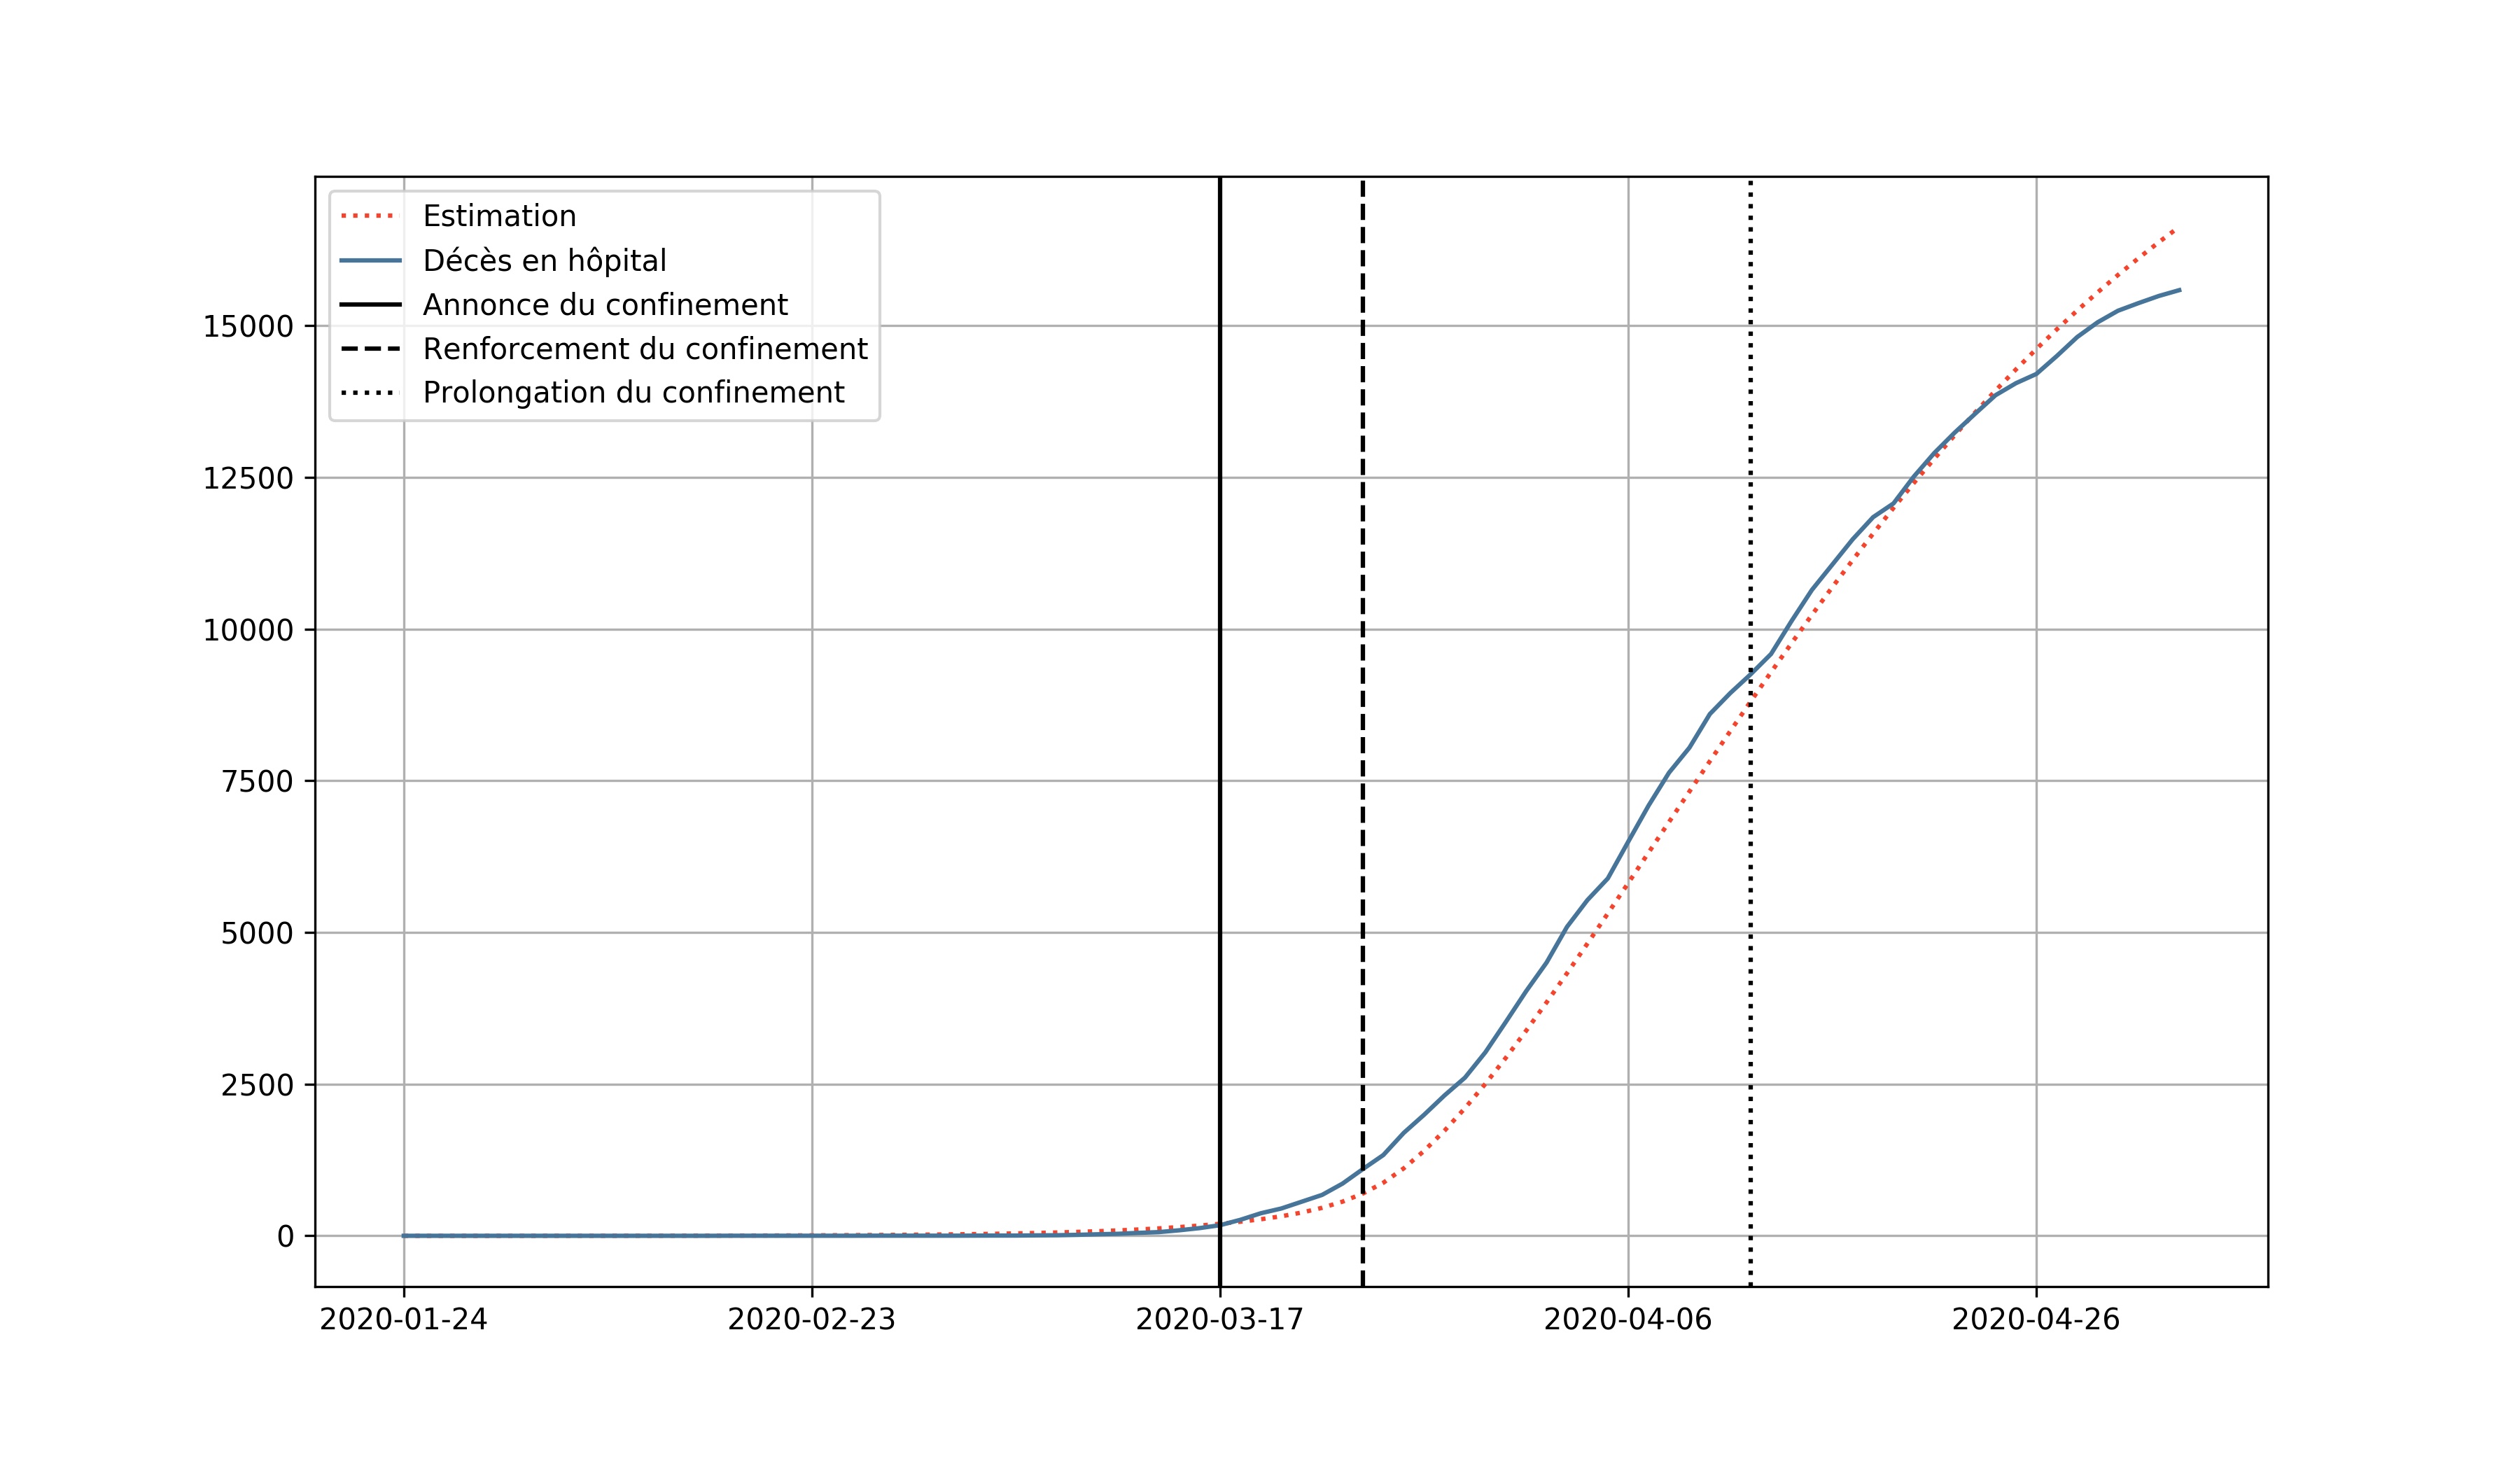 Estimation
Décès en hôpital
Annonce du confinement
Renforcement du confinement
Prolongation du confinement
15000
12500
10000
7500
5000
2500
0
2020-01-24 2020-02-23 2020-03-17 2020-04-06 2020-04-26